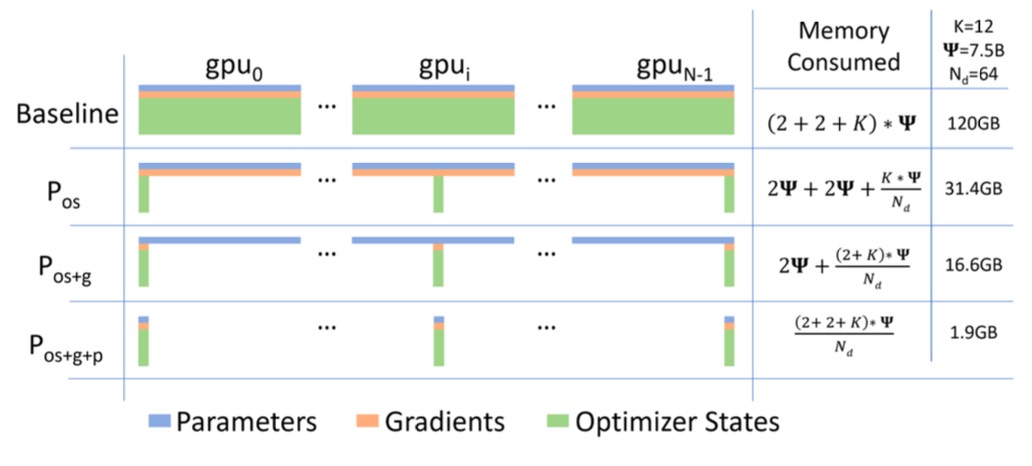 gpu0 gpui gpuN-1 Memory Consumed K=12 Ψ=7.5B Nd=64
... ...
Baseline (2 + 2 + K) * Ψ 120GB
... ...
Pos 2Ψ + 2Ψ + K * Ψ / Nd 31.4GB
... ...
Pos+g 2Ψ + (2+ K)* Ψ / Nd 16.6GB
... ...
Pos+g+p (2+ 2+ K)* Ψ / Nd 1.9GB
Parameters Gradients Optimizer States